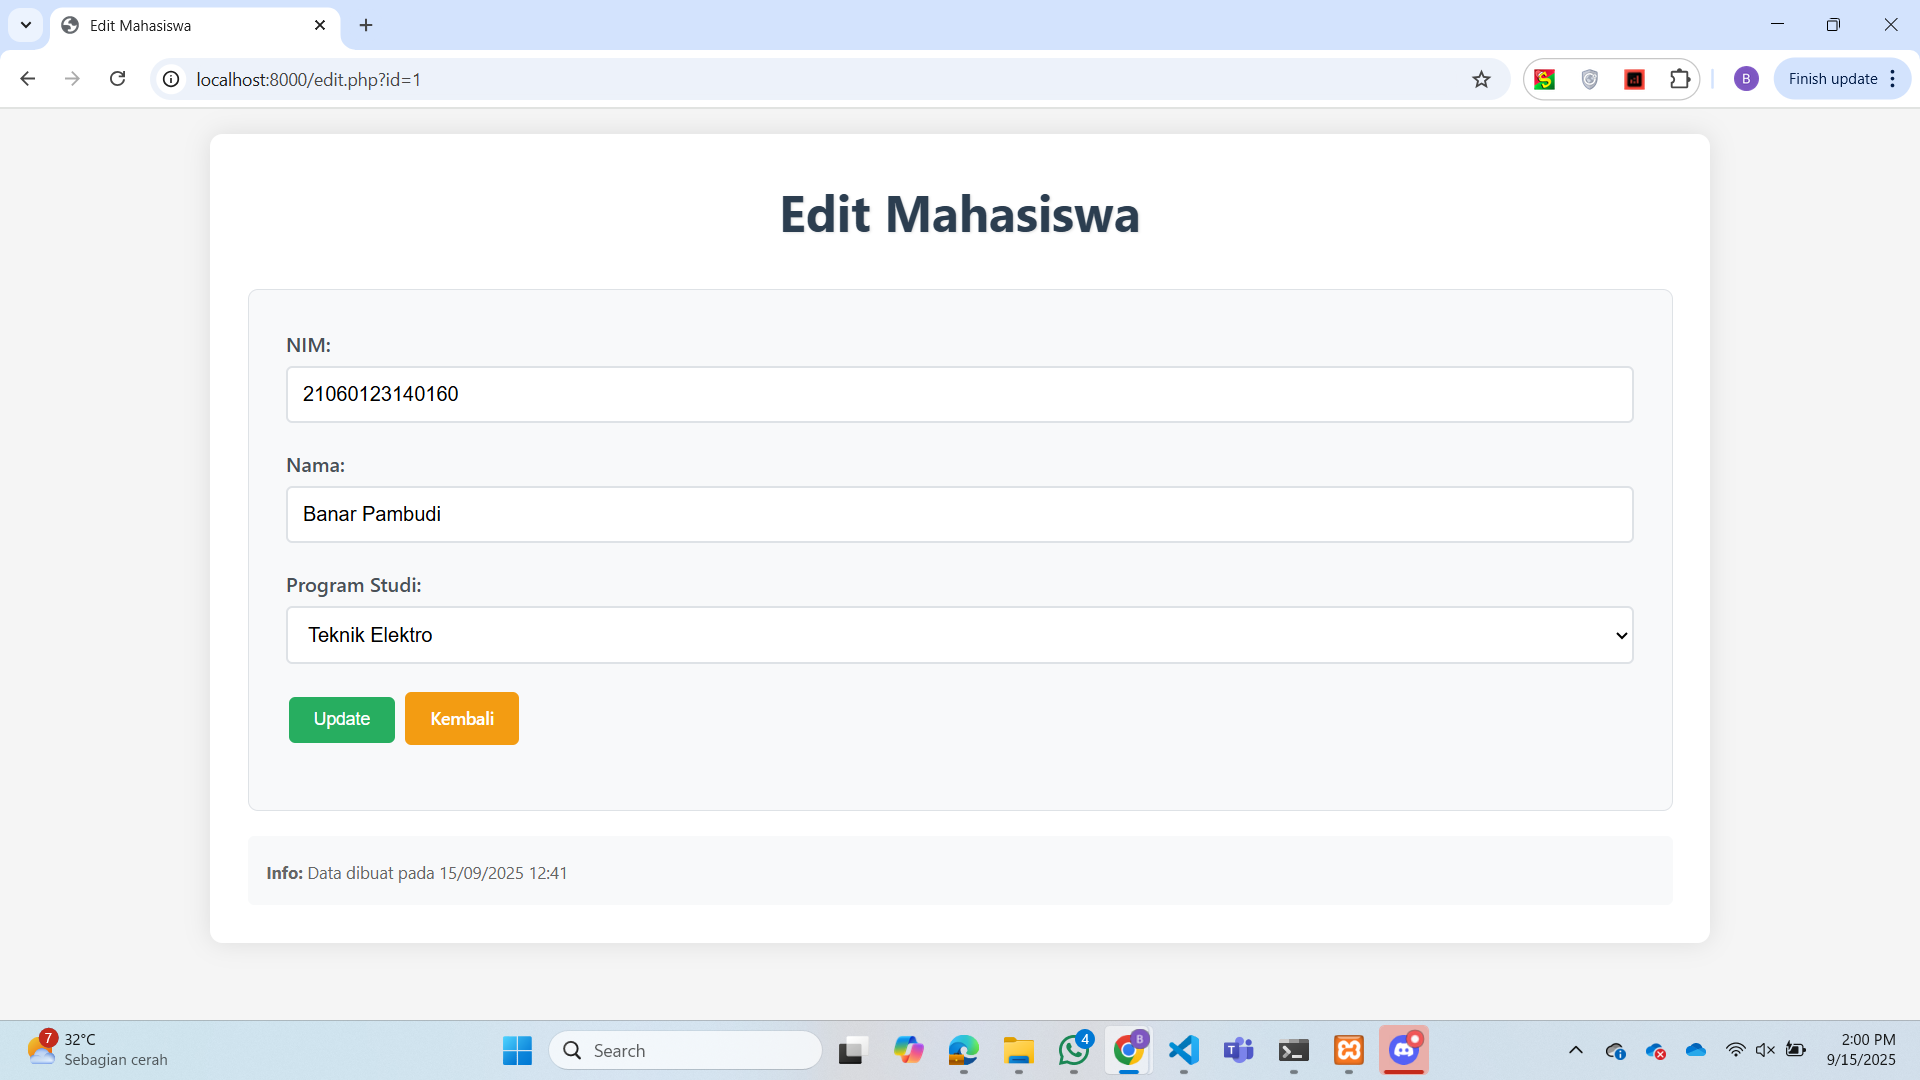 Edit Mahasiswa
localhost:8000/edit.php?id=1
B
Finish update
Edit Mahasiswa
NIM:
21060123140160
Nama:
Banar Pambudi
Program Studi:
Teknik Elektro
Update
Kembali
Info: Data dibuat pada 15/09/2025 12:41
7
32°C
Sebagian cerah
Search
4
B
2:00 PM
9/15/2025